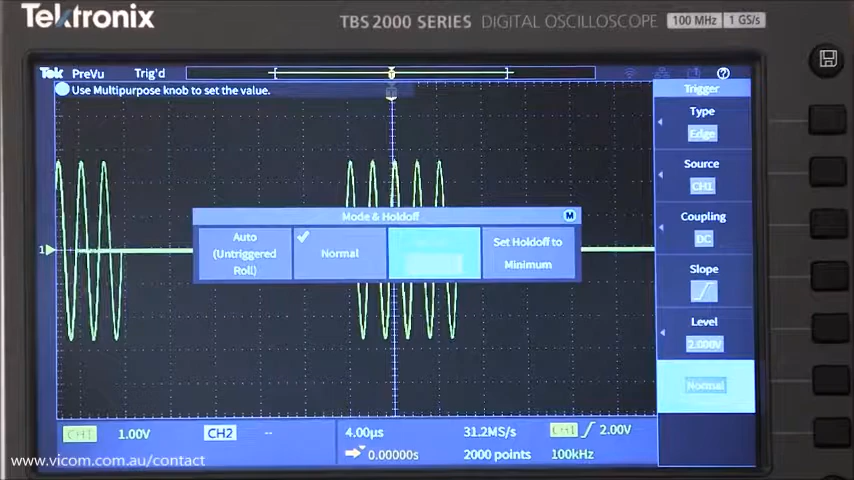 Tektronix
TBS 2000 SERIES DIGITAL OSCILLOSCOPE 100 MHz 1 GS/s
Tek PreVu Trig'd
Use Multipurpose knob to set the value.
Trigger
Type
Edge
Source
CH1
Coupling
DC
Slope
Level
2.000V
Normal
Mode & Holdoff M
Auto
(Untriggered
Roll)
Normal
Set Holdoff to
Minimum
1
CH1 1.00V CH2 -- 4.00µs 31.2MS/s CH1 2.00V
0.00000s 2000 points 100kHz
www.vicom.com.au/contact